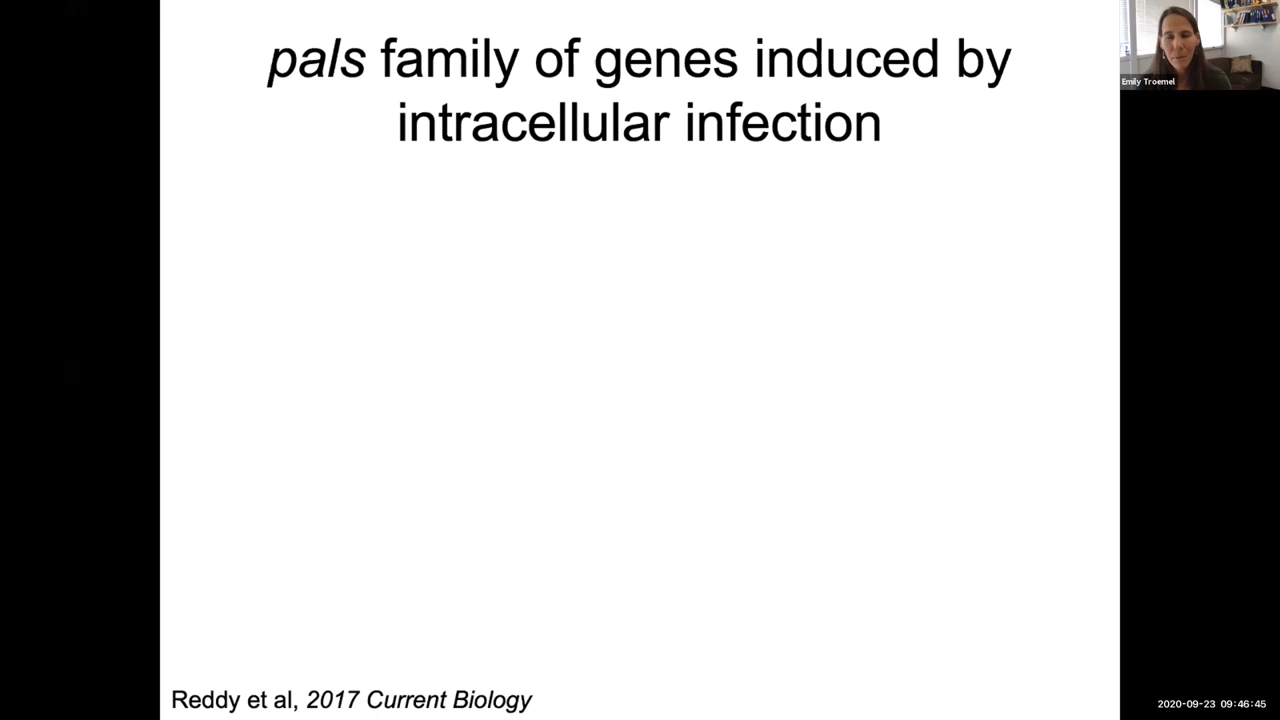 pals family of genes induced by
intracellular infection
Emily Troemel
Reddy et al, 2017 Current Biology
2020-09-23 09:46:45